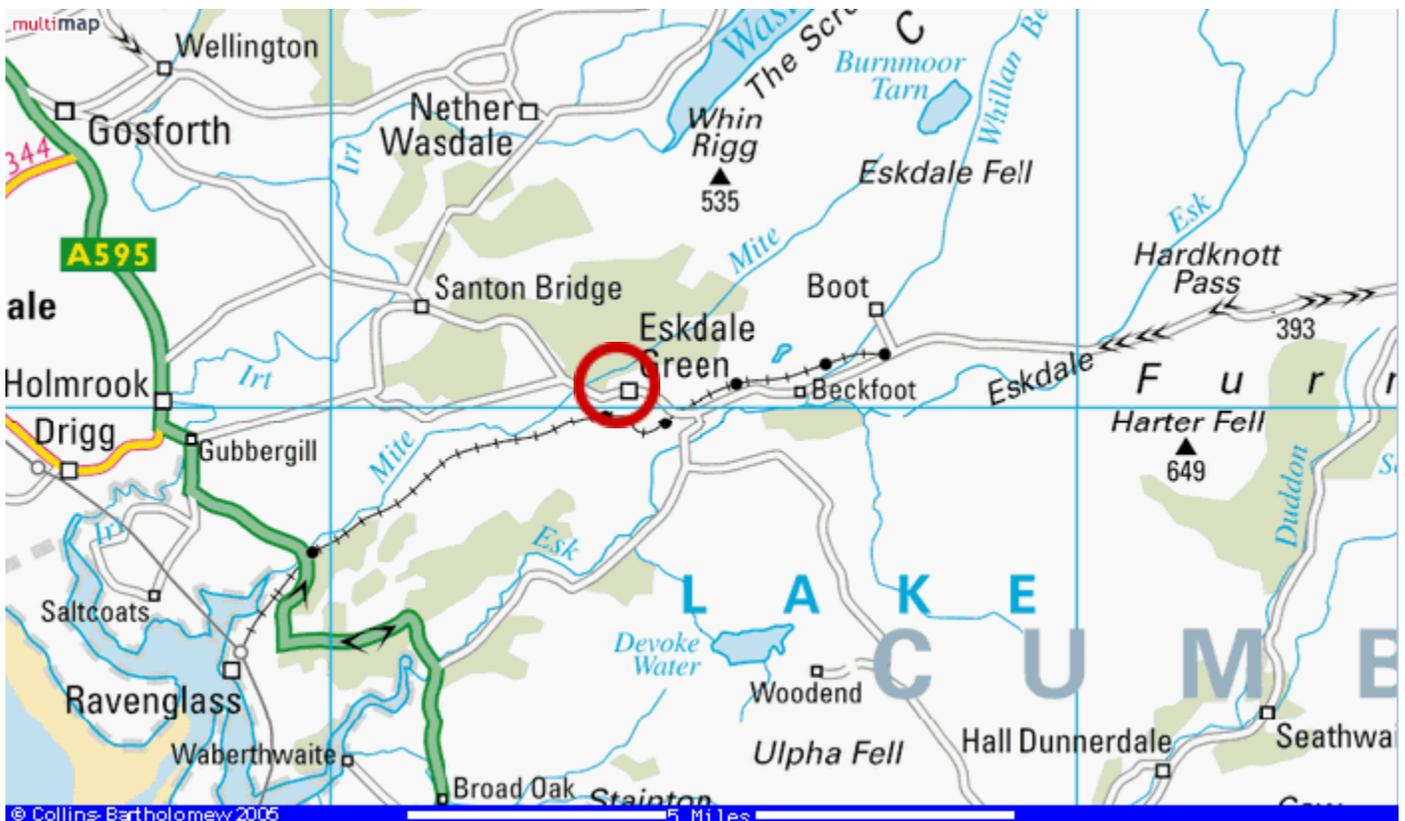 multimap
Wellington
Gosforth
344
A595
ale
Holmrook
Drigg
Gubbergill
Irt
Nether
Wasdale
Irt
Santon Bridge
The Scre
C
Burnmoor
Tarn
Whillan Be
Whin
Rigg
535
Eskdale Fell
Esk
Mite
Hardknott
Pass
393
Boot
Eskdale
Green
Beckfoot
Eskdale
F u r
Harter Fell
649
Duddon
Mite
Esk
Saltcoats
Ravenglass
Waberthwaite
Broad Oak
L A K E
C U M B
Devoke
Water
Woodend
Ulpha Fell
Hall Dunnerdale
Seathwai
© Collins-Bartholomew 2005
5 Miles